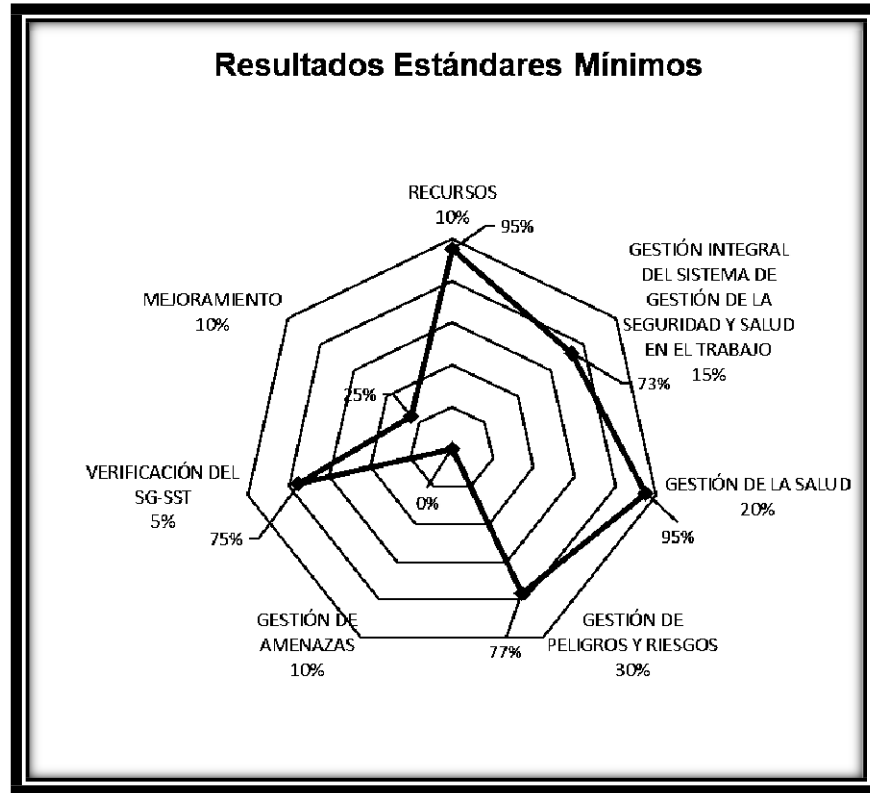 Resultados Estándares Mínimos
RECURSOS
10%
95%
GESTIÓN INTEGRAL
DEL SISTEMA DE
GESTIÓN DE LA
SEGURIDAD Y SALUD
EN EL TRABAJO
15%
73%
GESTIÓN DE LA SALUD
20%
95%
GESTIÓN DE
PELIGROS Y RIESGOS
30%
77%
GESTIÓN DE
AMENAZAS
10%
0%
VERIFICACIÓN DEL
SG-SST
5%
75%
MEJORAMIENTO
10%
25%